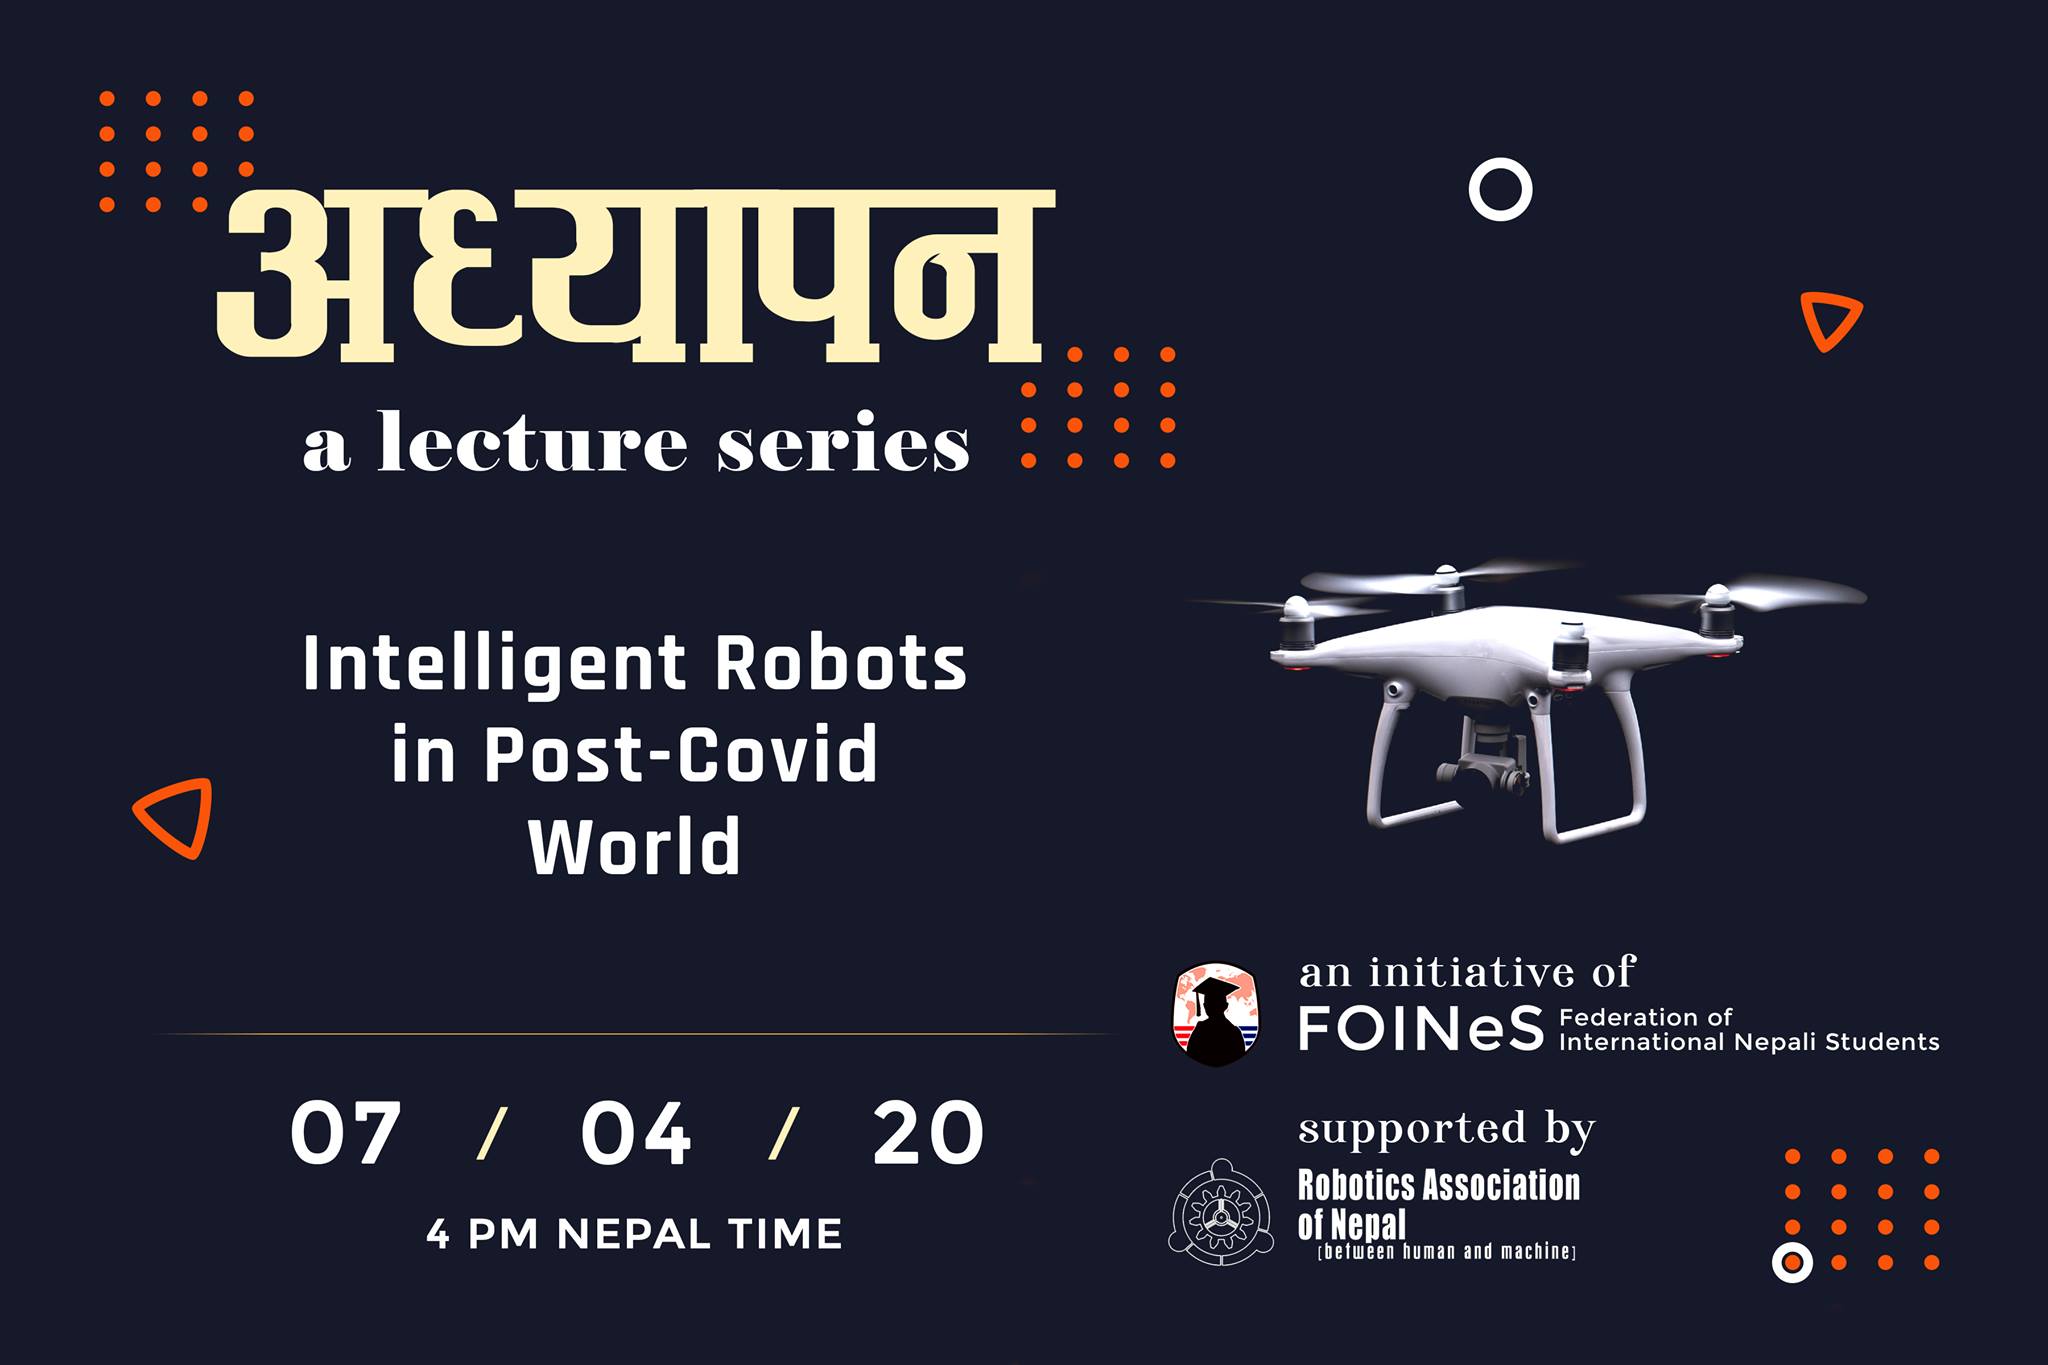 अध्यापन
a lecture series
Intelligent Robots
in Post-Covid
World
07 / 04 / 20
4 PM NEPAL TIME
an initiative of
FOINeS Federation of
International Nepali Students
supported by
Robotics Association
of Nepal
[between human and machine]